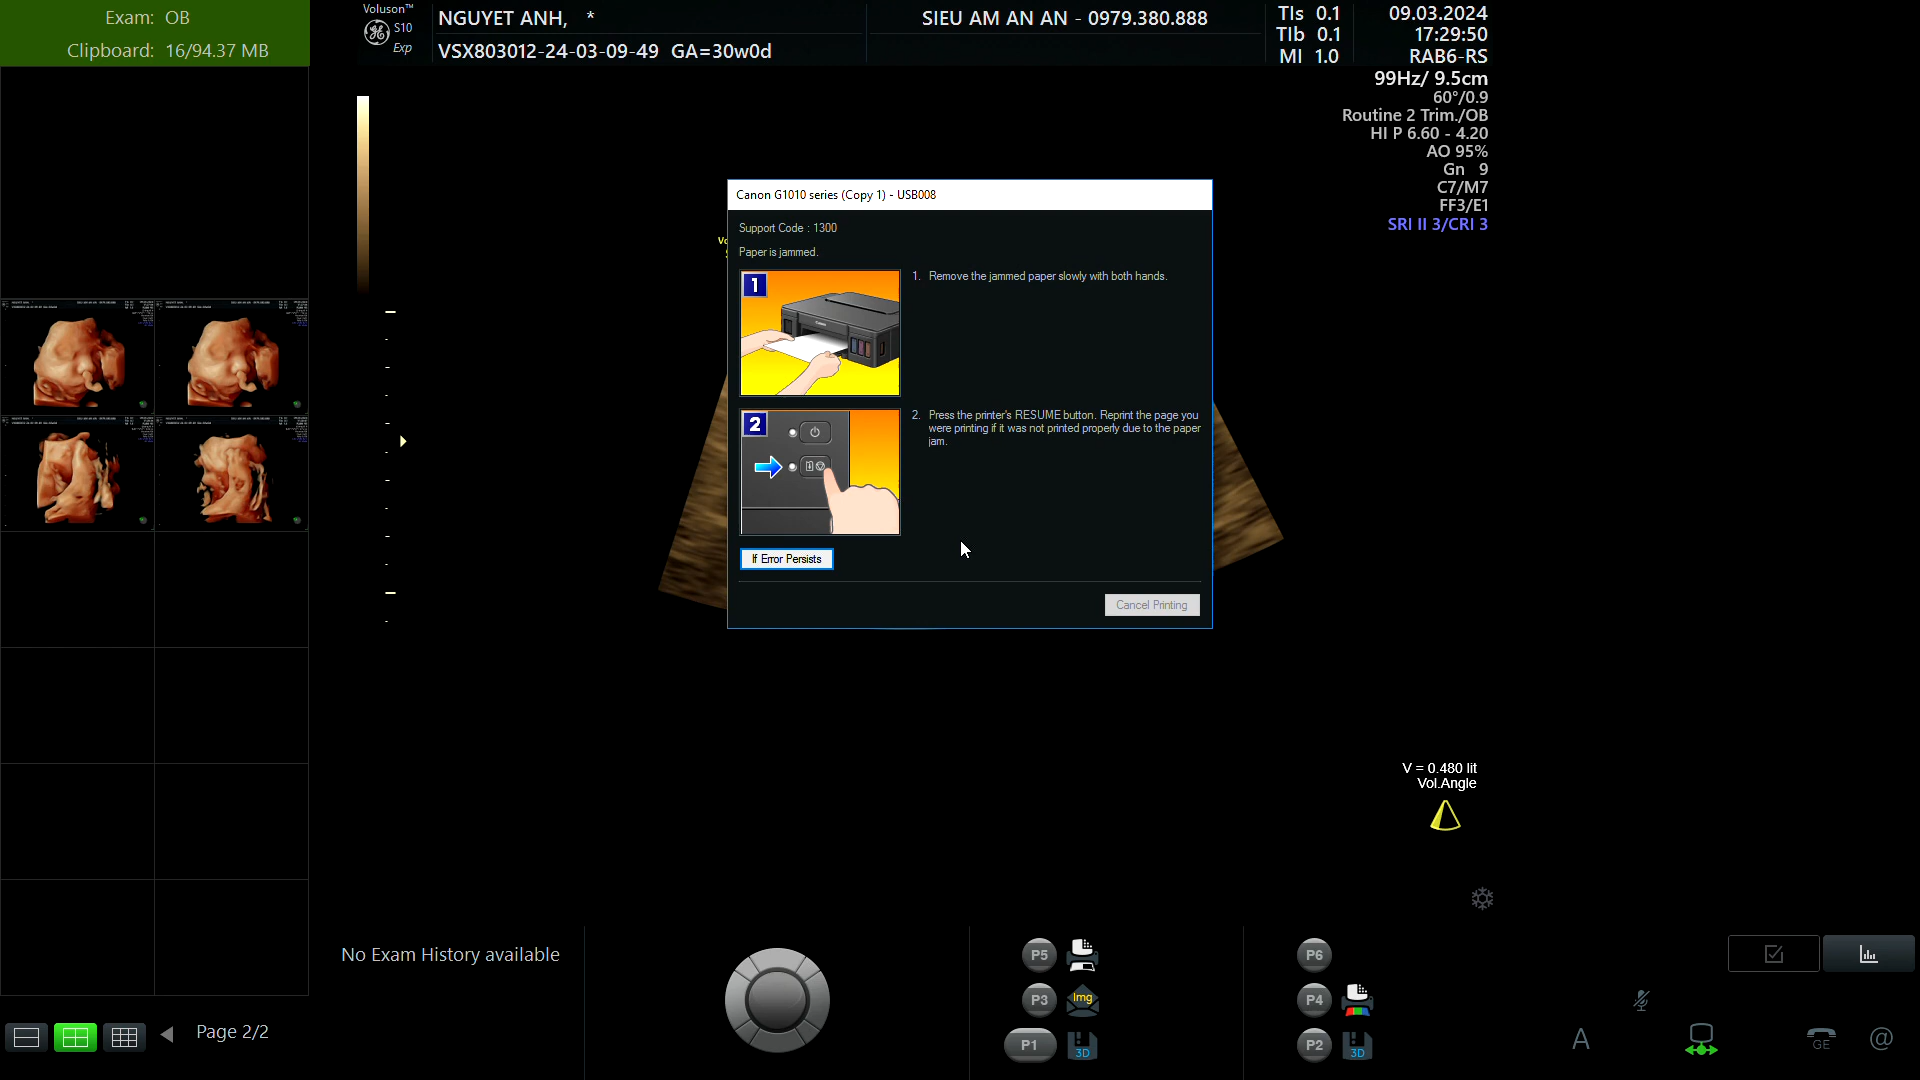 Exam: OB
Clipboard: 16/94.37 MB
Voluson™
S10
Exp
NGUYET ANH, *
VSX803012-24-03-09-49 GA=30w0d
SIEU AM AN AN - 0979.380.888
TIs 0.1
TIb 0.1
MI 1.0
09.03.2024
17:29:50
RAB6-RS
99Hz/ 9.5cm
60°/0.9
Routine 2 Trim./OB
HI P 6.60 - 4.20
AO 95%
Gn 9
C7/M7
FF3/E1
SRI II 3/CRI 3
Canon G1010 series (Copy 1) - USB008
Support Code : 1300
Paper is jammed.
1
1. Remove the jammed paper slowly with both hands.
2
2. Press the printer's RESUME button. Reprint the page you
were printing if it was not printed properly due to the paper
jam.
If Error Persists
Cancel Printing
V = 0.480 lit
Vol.Angle
No Exam History available
P5
P3
Img
P1
3D
P6
P4
P2
3D
A
GE
@
Page 2/2